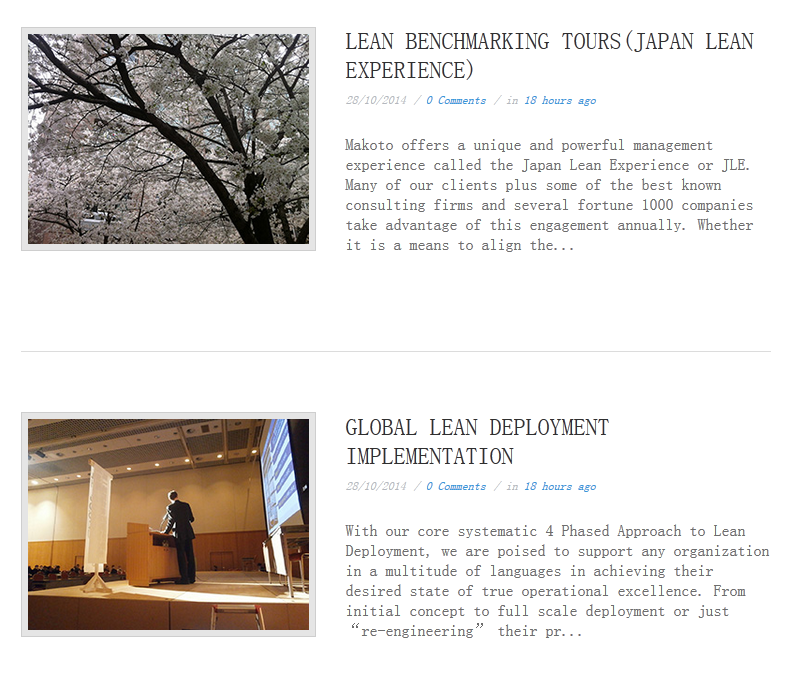 LEAN BENCHMARKING TOURS(JAPAN LEAN
EXPERIENCE)
28/10/2014 / 0 Comments / in 18 hours ago
Makoto offers a unique and powerful management
experience called the Japan Lean Experience or JLE.
Many of our clients plus some of the best known
consulting firms and several fortune 1000 companies
take advantage of this engagement annually. Whether
it is a means to align the...
GLOBAL LEAN DEPLOYMENT
IMPLEMENTATION
28/10/2014 / 0 Comments / in 18 hours ago
With our core systematic 4 Phased Approach to Lean
Deployment, we are poised to support any organization
in a multitude of languages in achieving their
desired state of true operational excellence. From
initial concept to full scale deployment or just
“re-engineering” their pr...